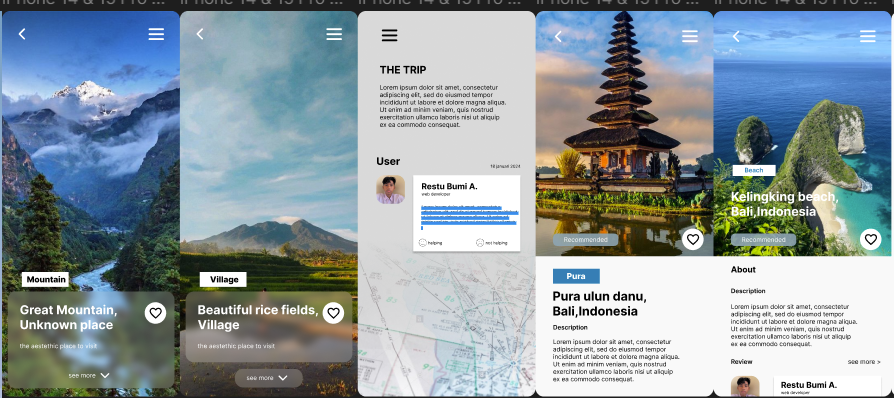 iPhone 14 & 15 Pro ...
iPhone 14 & 15 Pro ...
iPhone 14 & 15 Pro ...
iPhone 14 & 15 Pro ...
iPhone 14 & 15 Pro ...
Mountain
Great Mountain,
Unknown place
the aestethic place to visit
see more
Village
Beautiful rice fields,
Village
the aestethic place to visit
see more
THE TRIP
Lorem ipsum dolor sit amet, consectetur
adipiscing elit, sed do eiusmod tempor
incididunt ut labore et dolore magna aliqua.
Ut enim ad minim veniam, quis nostrud
exercitation ullamco laboris nisi ut aliquip
ex ea commodo consequat.
User
16 januari 2024
Restu Bumi A.
web developer
helping
not helping
Recommended
Pura
Pura ulun danu,
Bali,Indonesia
Description
Lorem ipsum dolor sit amet, consectetur
adipiscing elit, sed do eiusmod tempor
incididunt ut labore et dolore magna aliqua.
Ut enim ad minim veniam, quis nostrud
exercitation ullamco laboris nisi ut aliquip
ex ea commodo consequat.
Beach
Kelingking beach,
Bali,Indonesia
Recommended
About
Description
Lorem ipsum dolor sit amet, consectetur
adipiscing elit, sed do eiusmod tempor
incididunt ut labore et dolore magna aliqua.
Ut enim ad minim veniam, quis nostrud
exercitation ullamco laboris nisi ut aliquip
ex ea commodo consequat.
Review
see more >
Restu Bumi A.
web developer